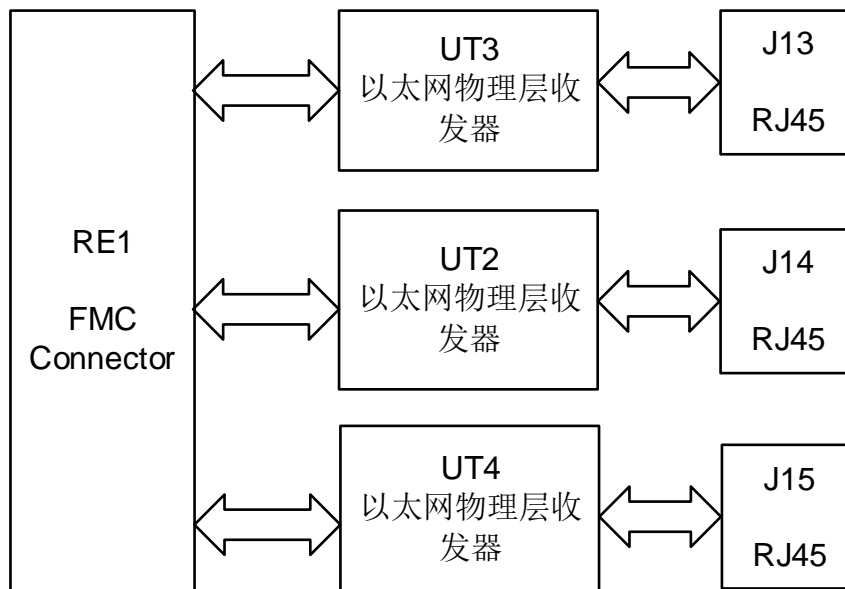 RE1
FMC
Connector
UT3
以太网物理层收
发器
J13
RJ45
UT2
以太网物理层收
发器
J14
RJ45
UT4
以太网物理层收
发器
J15
RJ45